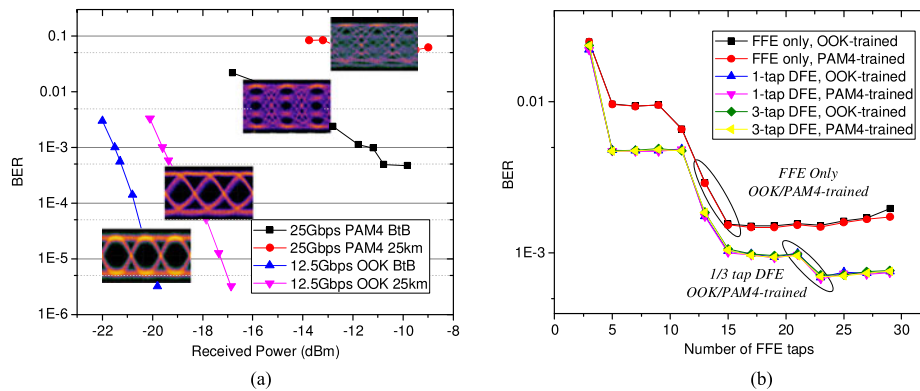 (a)
0.1
0.01
1E-3
1E-4
1E-5
1E-6
BER
-22 -20 -18 -16 -14 -12 -10 -8
Received Power (dBm)
25Gbps PAM4 BtB
25Gbps PAM4 25km
12.5Gbps OOK BtB
12.5Gbps OOK 25km
(b)
0.01
1E-3
BER
0 5 10 15 20 25 30
Number of FFE taps
FFE only, OOK-trained
FFE only, PAM4-trained
1-tap DFE, OOK-trained
1-tap DFE, PAM4-trained
3-tap DFE, OOK-trained
3-tap DFE, PAM4-trained
FFE Only
OOK/PAM4-trained
1/3 tap DFE
OOK/PAM4-trained